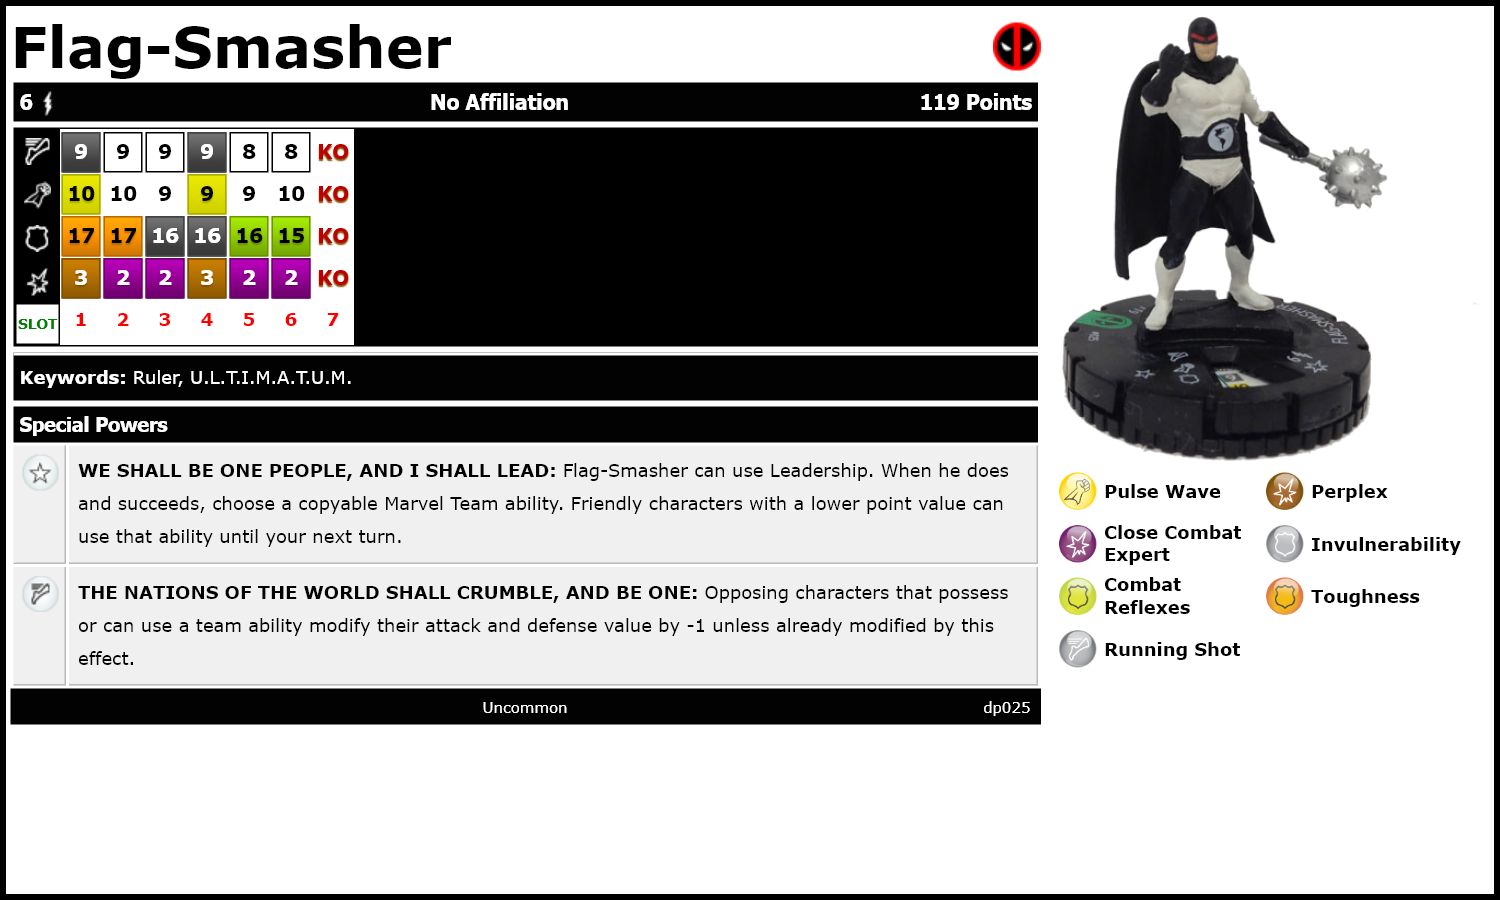 Flag-Smasher
6 No Affiliation 119 Points
9 9 9 9 8 8 KO
10 10 9 9 9 10 KO
17 17 16 16 16 15 KO
3 2 2 3 2 2 KO
SLOT 1 2 3 4 5 6 7
Keywords: Ruler, U.L.T.I.M.A.T.U.M.
Special Powers
WE SHALL BE ONE PEOPLE, AND I SHALL LEAD: Flag-Smasher can use Leadership. When he does
and succeeds, choose a copyable Marvel Team ability. Friendly characters with a lower point value can
use that ability until your next turn.
THE NATIONS OF THE WORLD SHALL CRUMBLE, AND BE ONE: Opposing characters that possess
or can use a team ability modify their attack and defense value by -1 unless already modified by this
effect.
Uncommon dp025
FLAG-SMASHER
Pulse Wave
Perplex
Close Combat
Expert
Invulnerability
Combat
Reflexes
Toughness
Running Shot